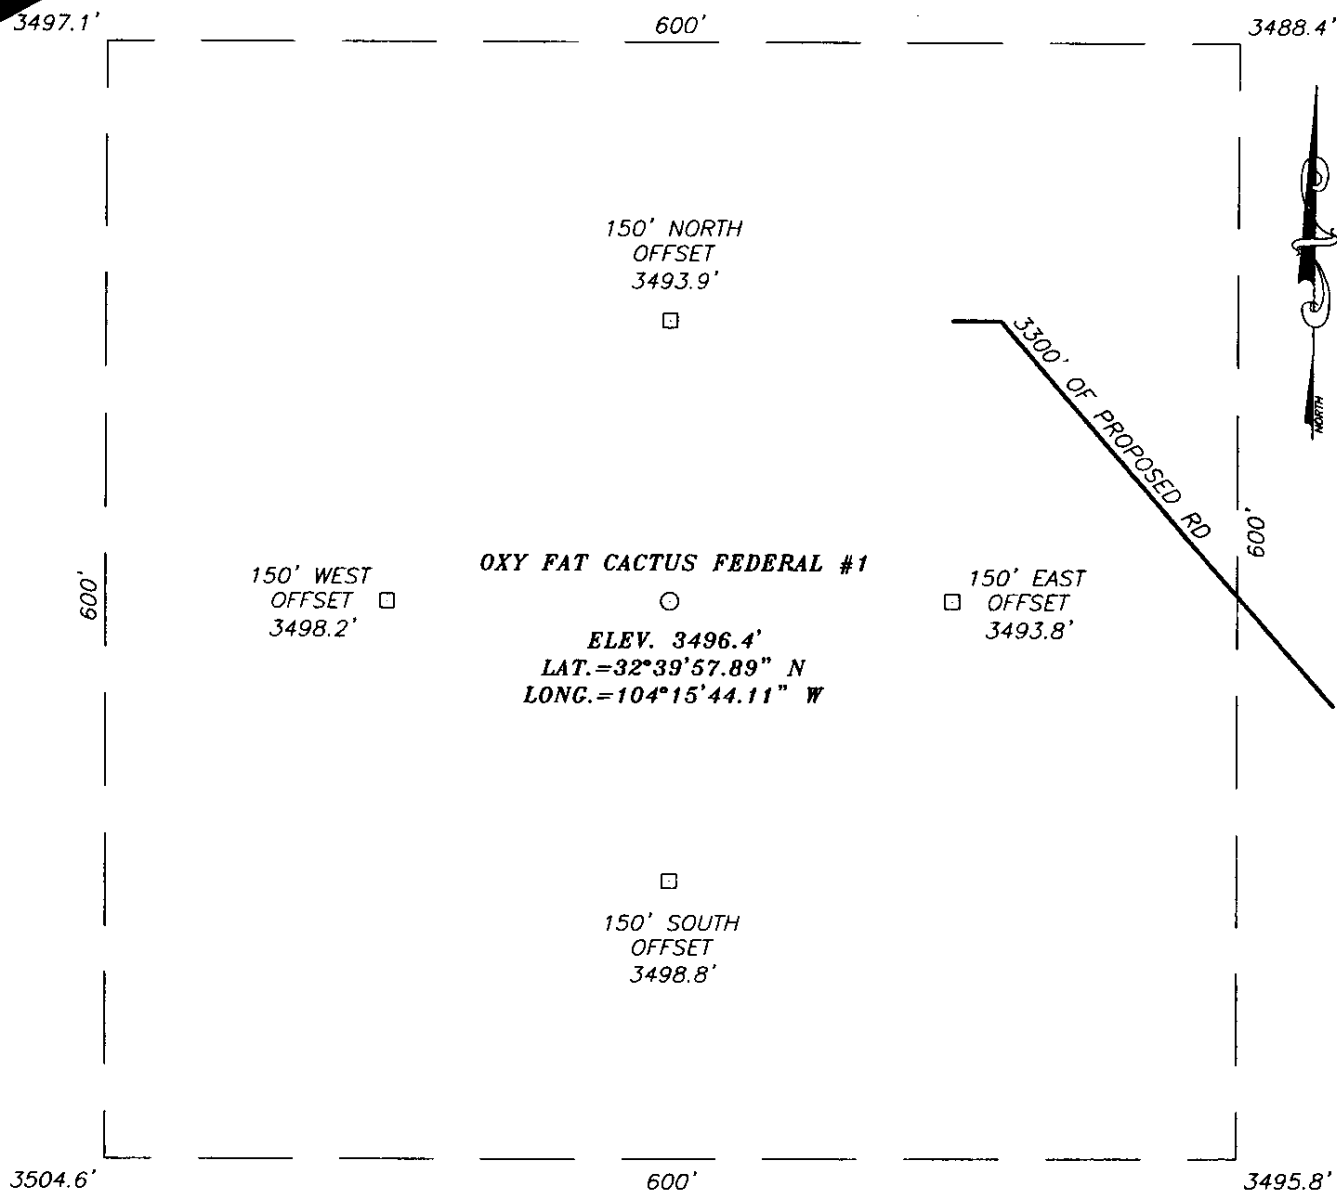 3497.1'
600'
3488.4'
150' NORTH
OFFSET
3493.9'
NORTH
3300' OF PROPOSED RD
600'
600'
150' WEST
OFFSET
3498.2'
OXY FAT CACTUS FEDERAL #1
ELEV. 3496.4'
LAT.=32°39'57.89" N
LONG.=104°15'44.11" W
150' EAST
OFFSET
3493.8'
150' SOUTH
OFFSET
3498.8'
3504.6'
600'
3495.8'